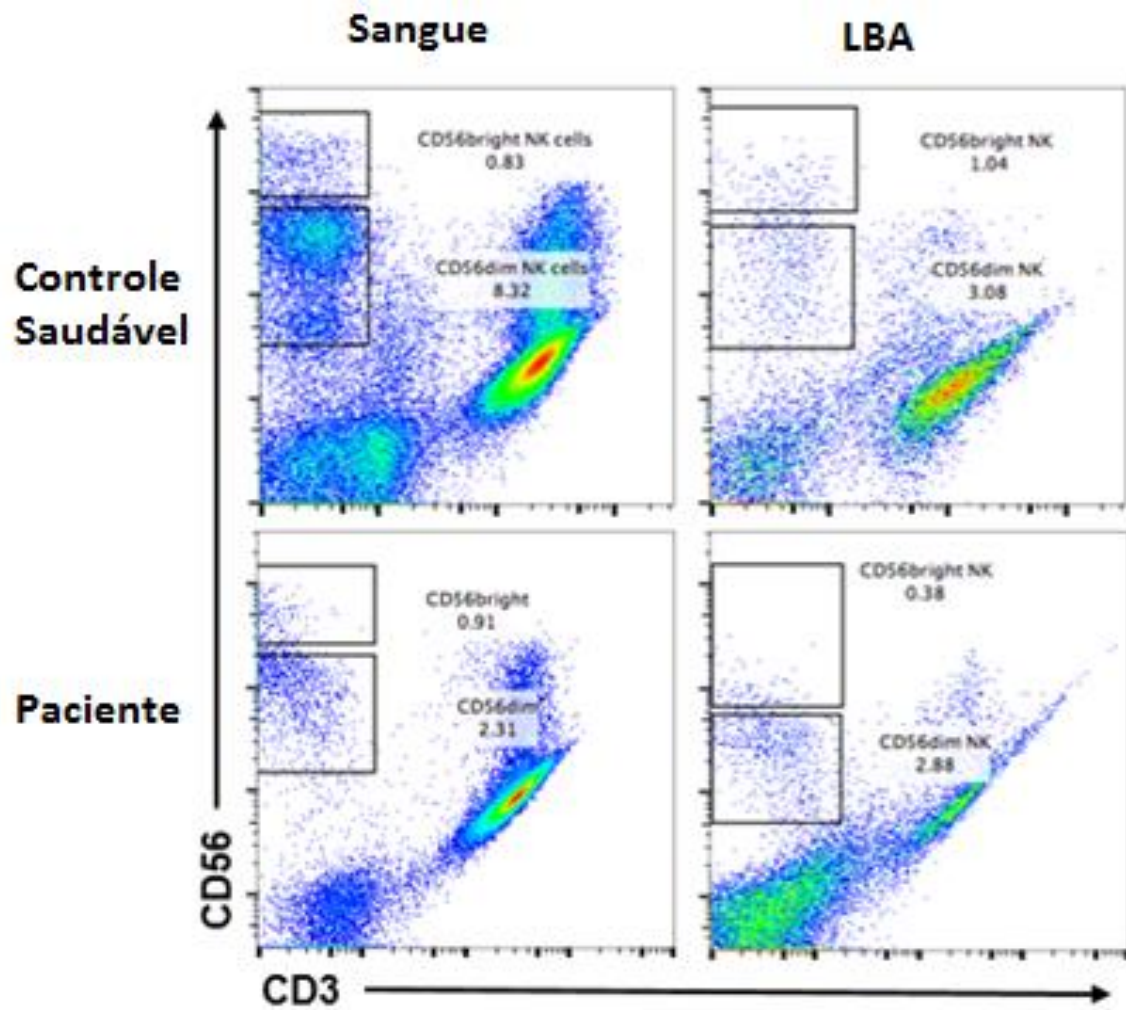 Sangue
LBA
CD56bright NK cells
0.83
CD56bright NK
1.04
Controle
Saudável
CD56dim NK cells
8.32
CD56dim NK
3.08
CD56bright
0.91
CD56bright NK
0.38
Paciente
CD56dim
2.31
CD56dim NK
2.88
CD56
CD3